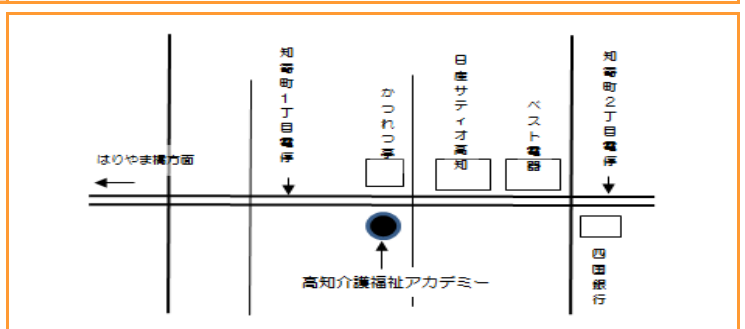 はりやま橋方面
知寄町1丁目電停
かつれつ亭
日産サティオ高知
ベスト電器
知寄町2丁目電停
四国銀行
高知介護福祉アカデミー